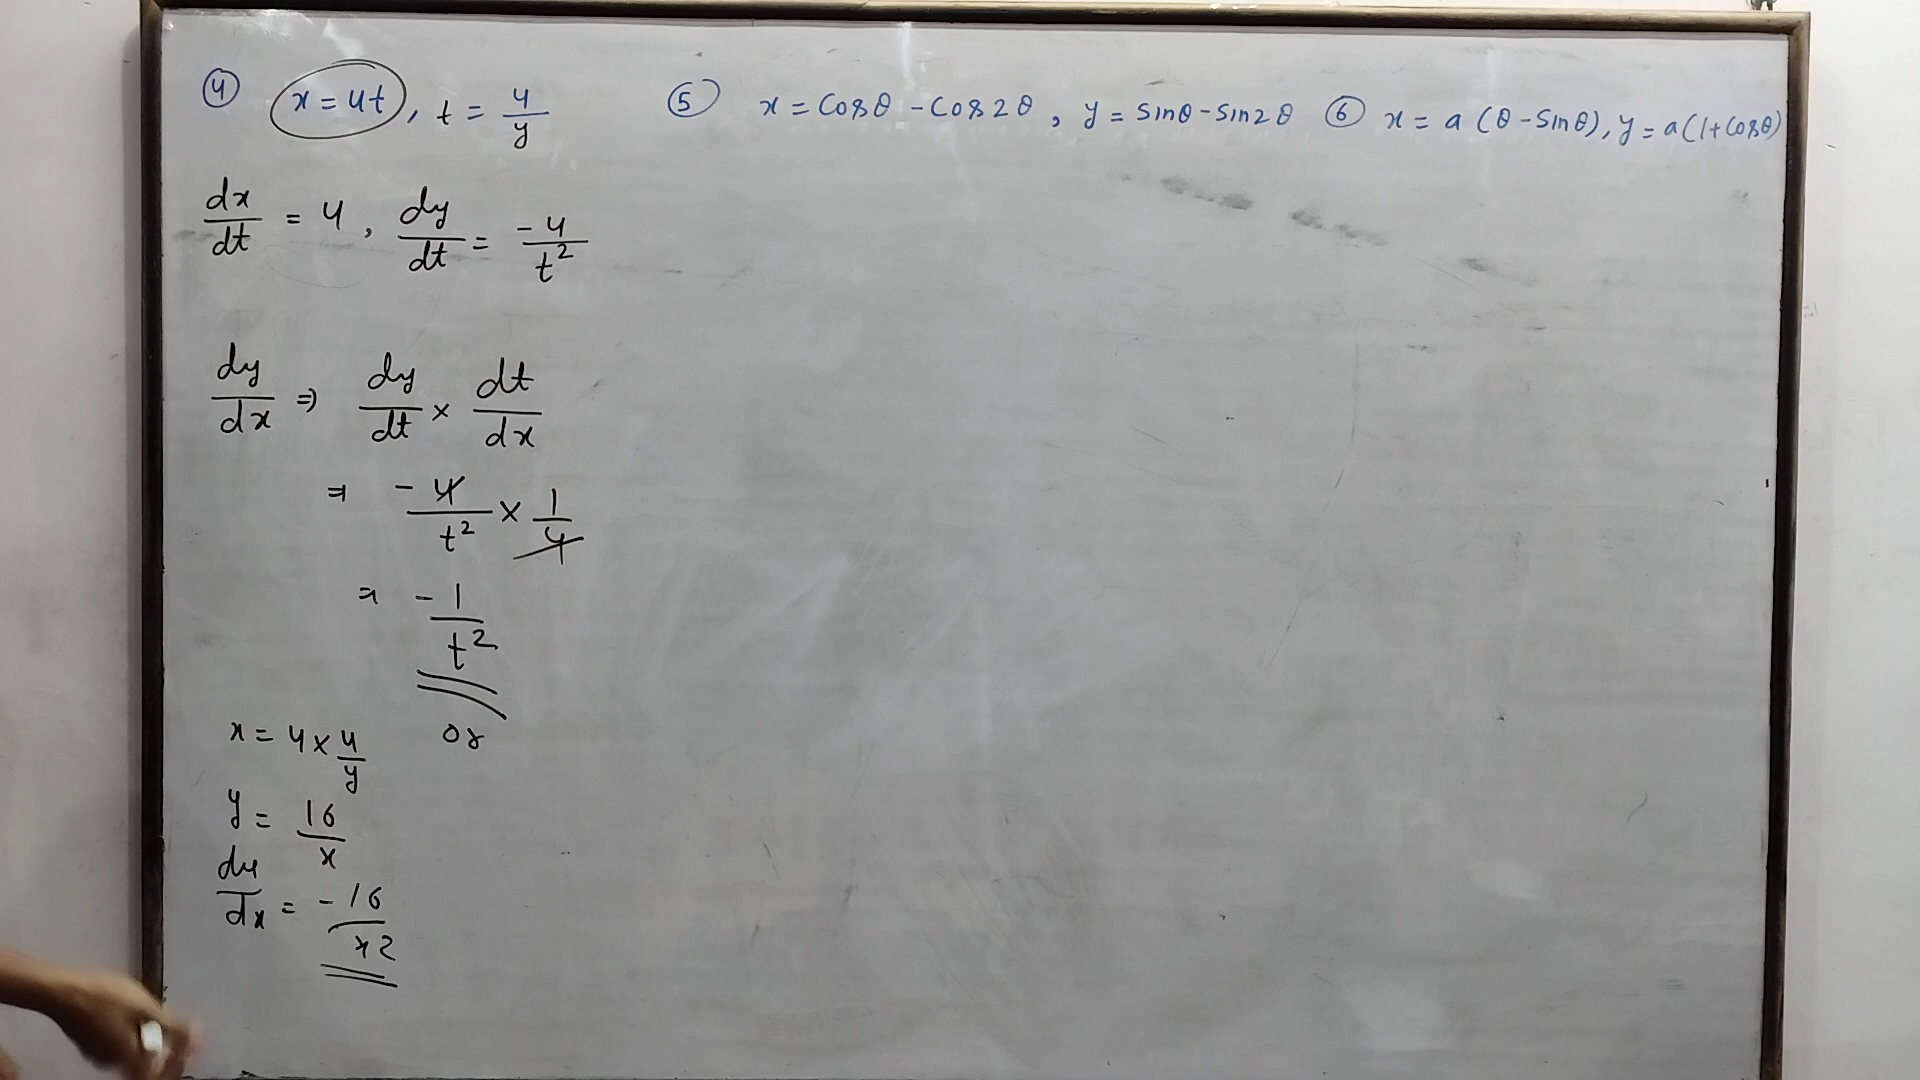 ④ x = 4t, t = 4/y
⑤ x = Cosθ - Cos2θ, y = Sinθ - Sin2θ
⑥ x = a (θ - Sinθ), y = a(1+Cosθ)
dx/dt = 4, dy/dt = -4/t²
dy/dx ⇒ dy/dt × dt/dx
⇒ -4/t² × 1/4
⇒ -1/t²
or
x = 4 × 4/y
y = 16/x
dy/dx = -16/x²